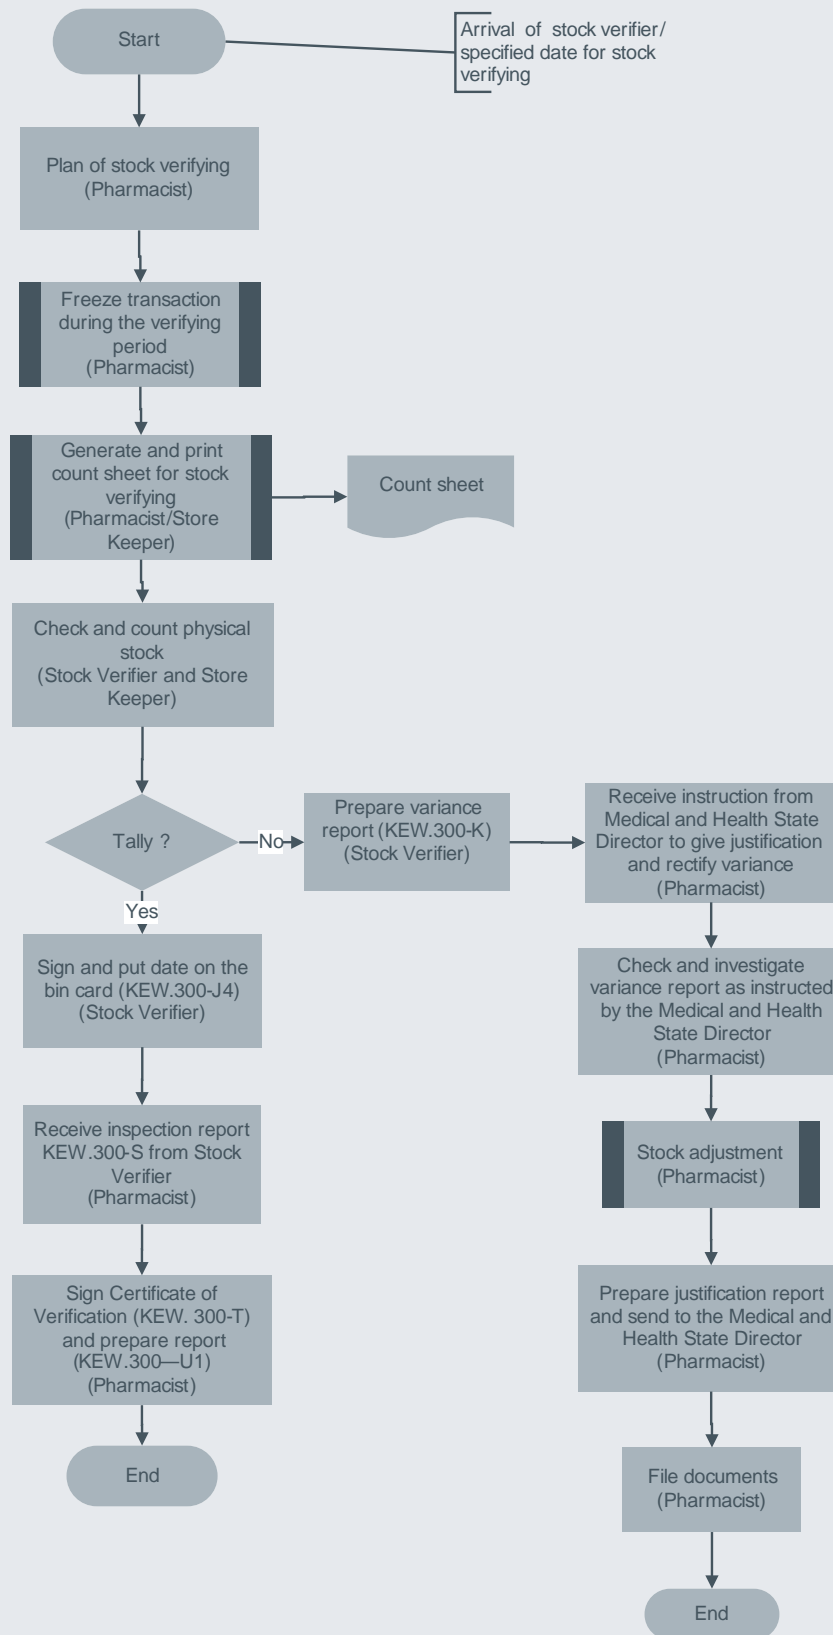 Start
Arrival of stock verifier/
specified date for stock
verifying
Plan of stock verifying
(Pharmacist)
Freeze transaction
during the verifying
period
(Pharmacist)
Generate and print
count sheet for stock
verifying
(Pharmacist/Store
Keeper)
Count sheet
Check and count physical
stock
(Stock Verifier and Store
Keeper)
Tally ?
No
Yes
Prepare variance
report (KEW.300-K)
(Stock Verifier)
Receive instruction from
Medical and Health State
Director to give justification
and rectify variance
(Pharmacist)
Sign and put date on the
bin card (KEW.300-J4)
(Stock Verifier)
Check and investigate
variance report as instructed
by the Medical and Health
State Director
(Pharmacist)
Receive inspection report
KEW.300-S from Stock
Verifier
(Pharmacist)
Stock adjustment
(Pharmacist)
Sign Certificate of
Verification (KEW. 300-T)
and prepare report
(KEW.300—U1)
(Pharmacist)
Prepare justification report
and send to the Medical and
Health State Director
(Pharmacist)
End
File documents
(Pharmacist)
End